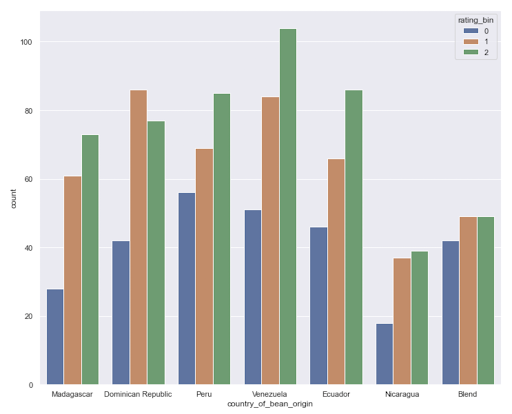 rating_bin
0
1
2
100
80
60
40
20
0
count
Madagascar Dominican Republic Peru Venezuela Ecuador Nicaragua Blend
country_of_bean_origin